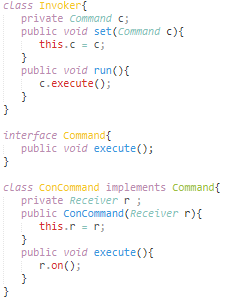 class Invoker{
private Command c;
public void set(Command c){
this.c = c;
}
public void run(){
c.execute();
}
}
interface Command{
public void execute();
}
class ConCommand implements Command{
private Receiver r ;
public ConCommand(Receiver r){
this.r = r;
}
public void execute(){
r.on();
}
}